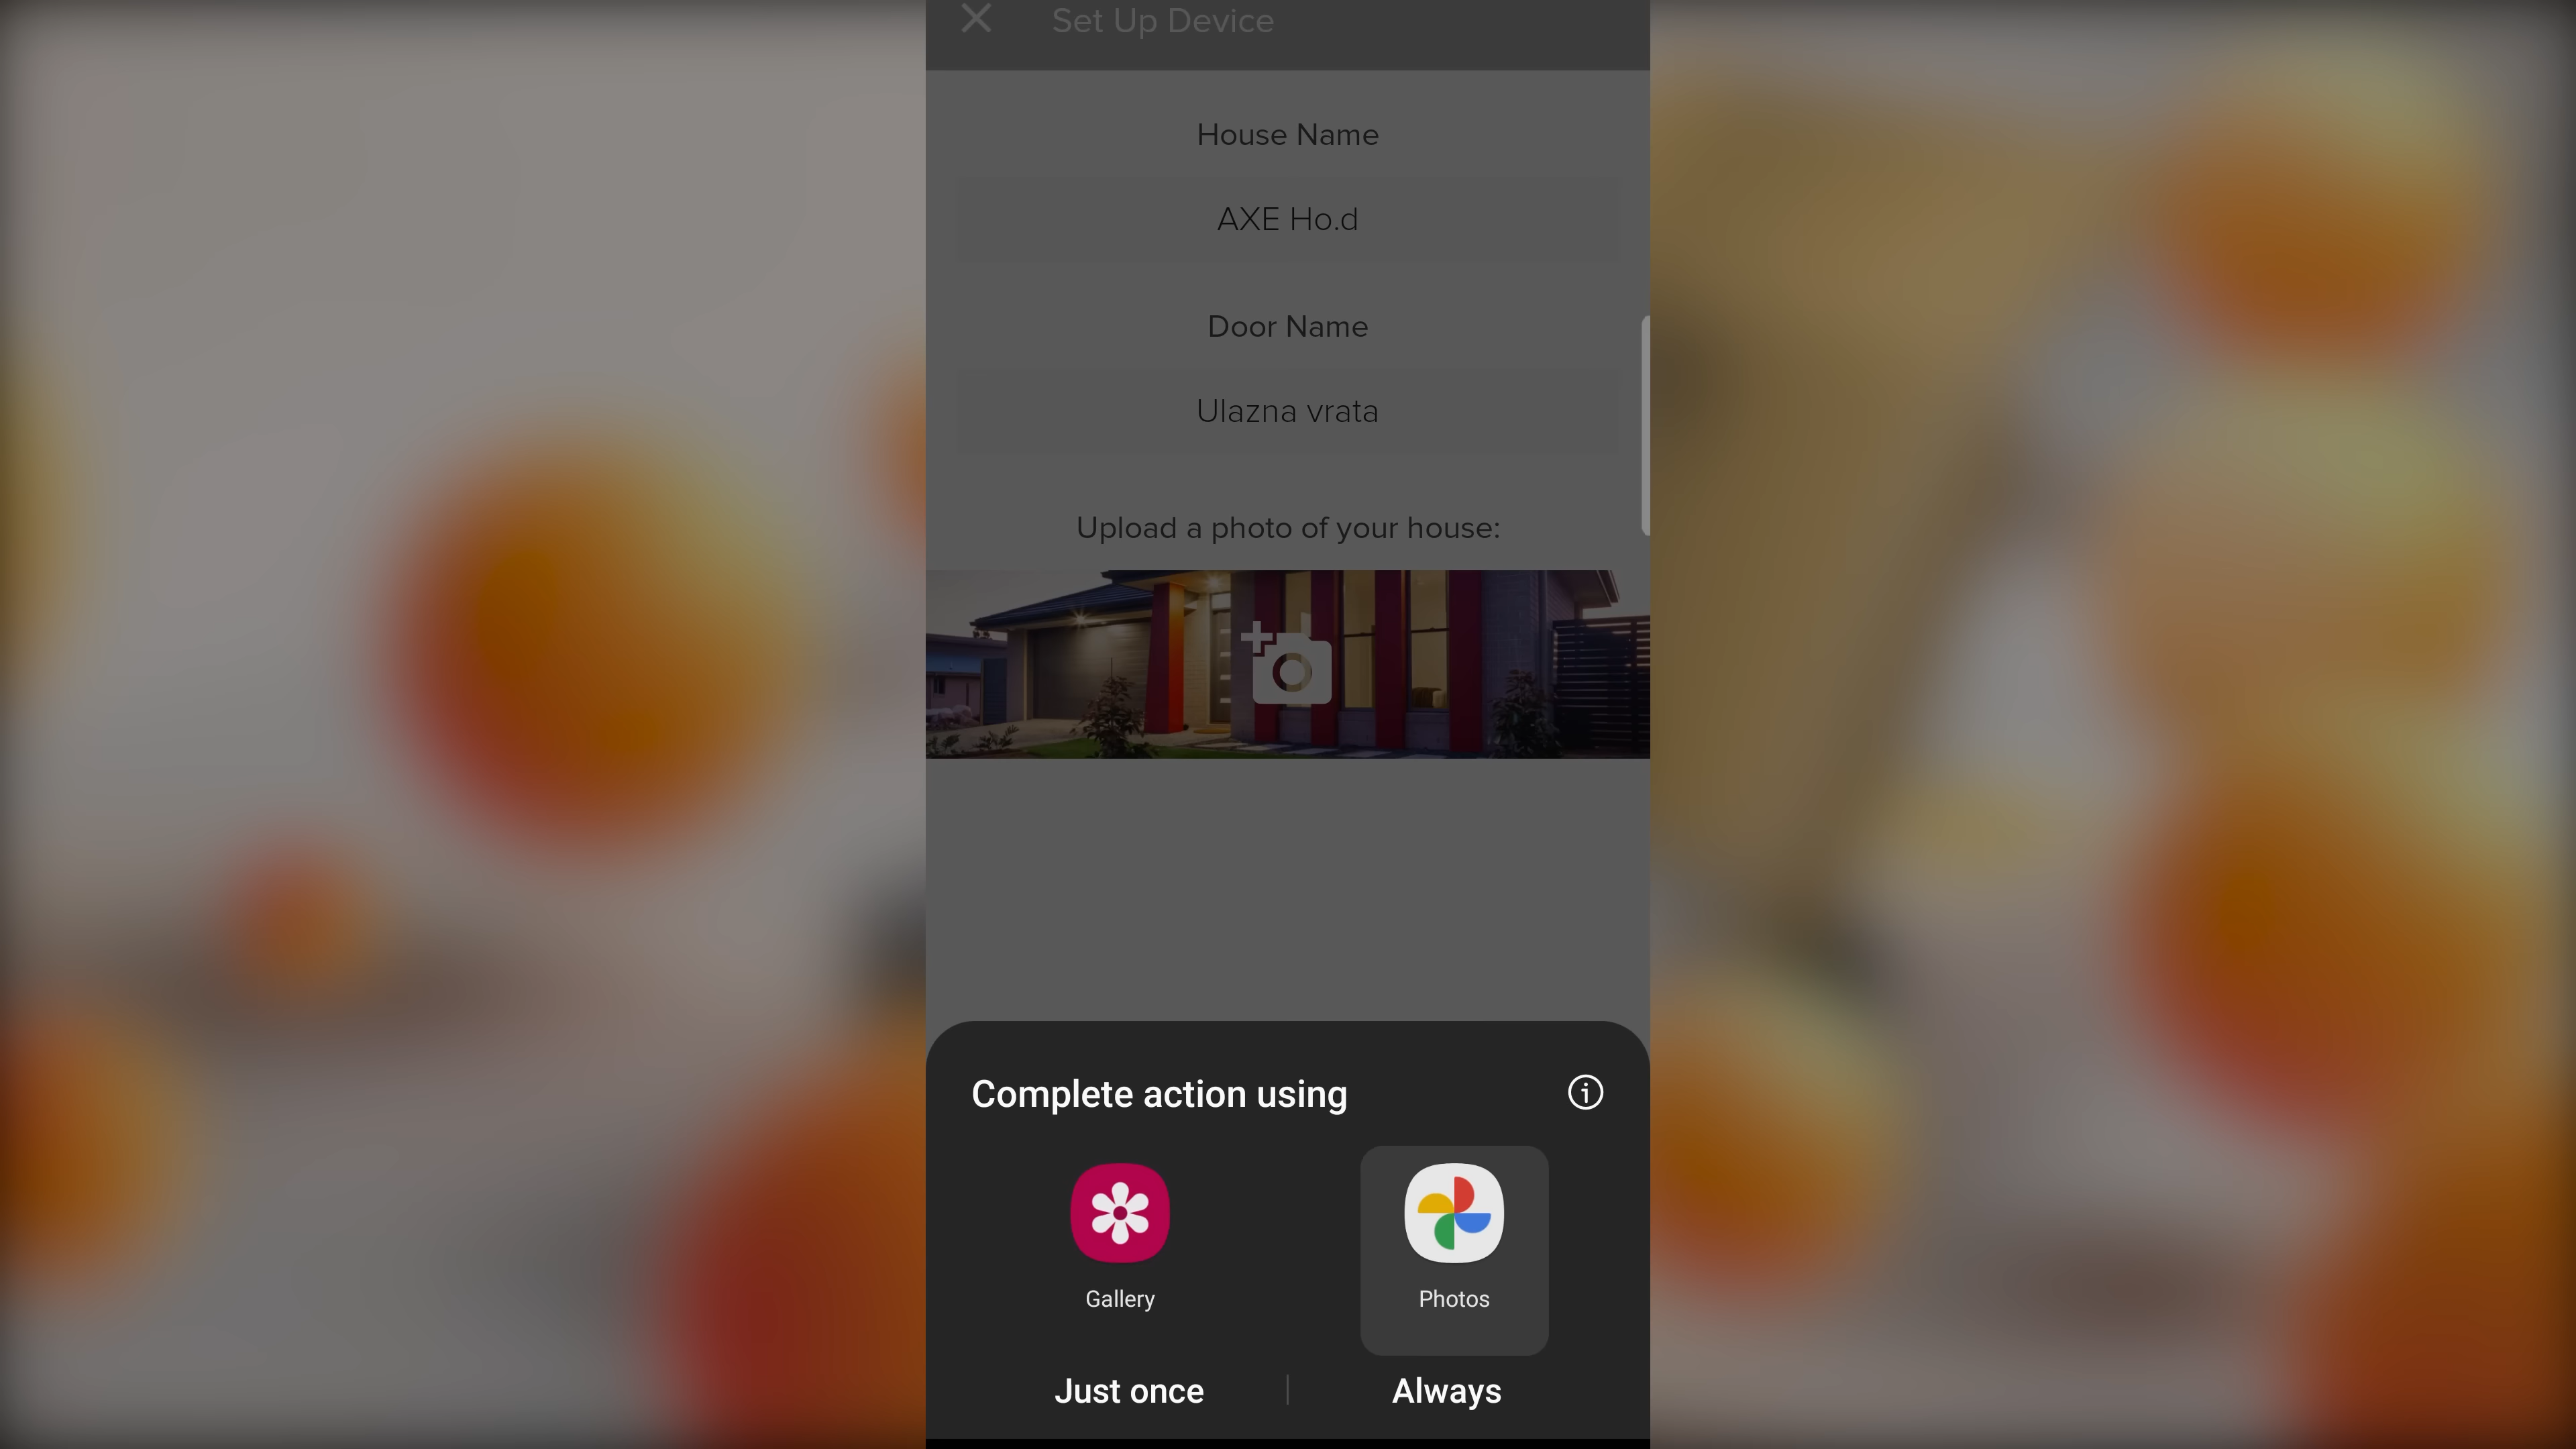 Set Up Device
House Name
AXE Ho.d
Door Name
Ulazna vrata
Upload a photo of your house:
Complete action using
Gallery
Photos
Just once
Always